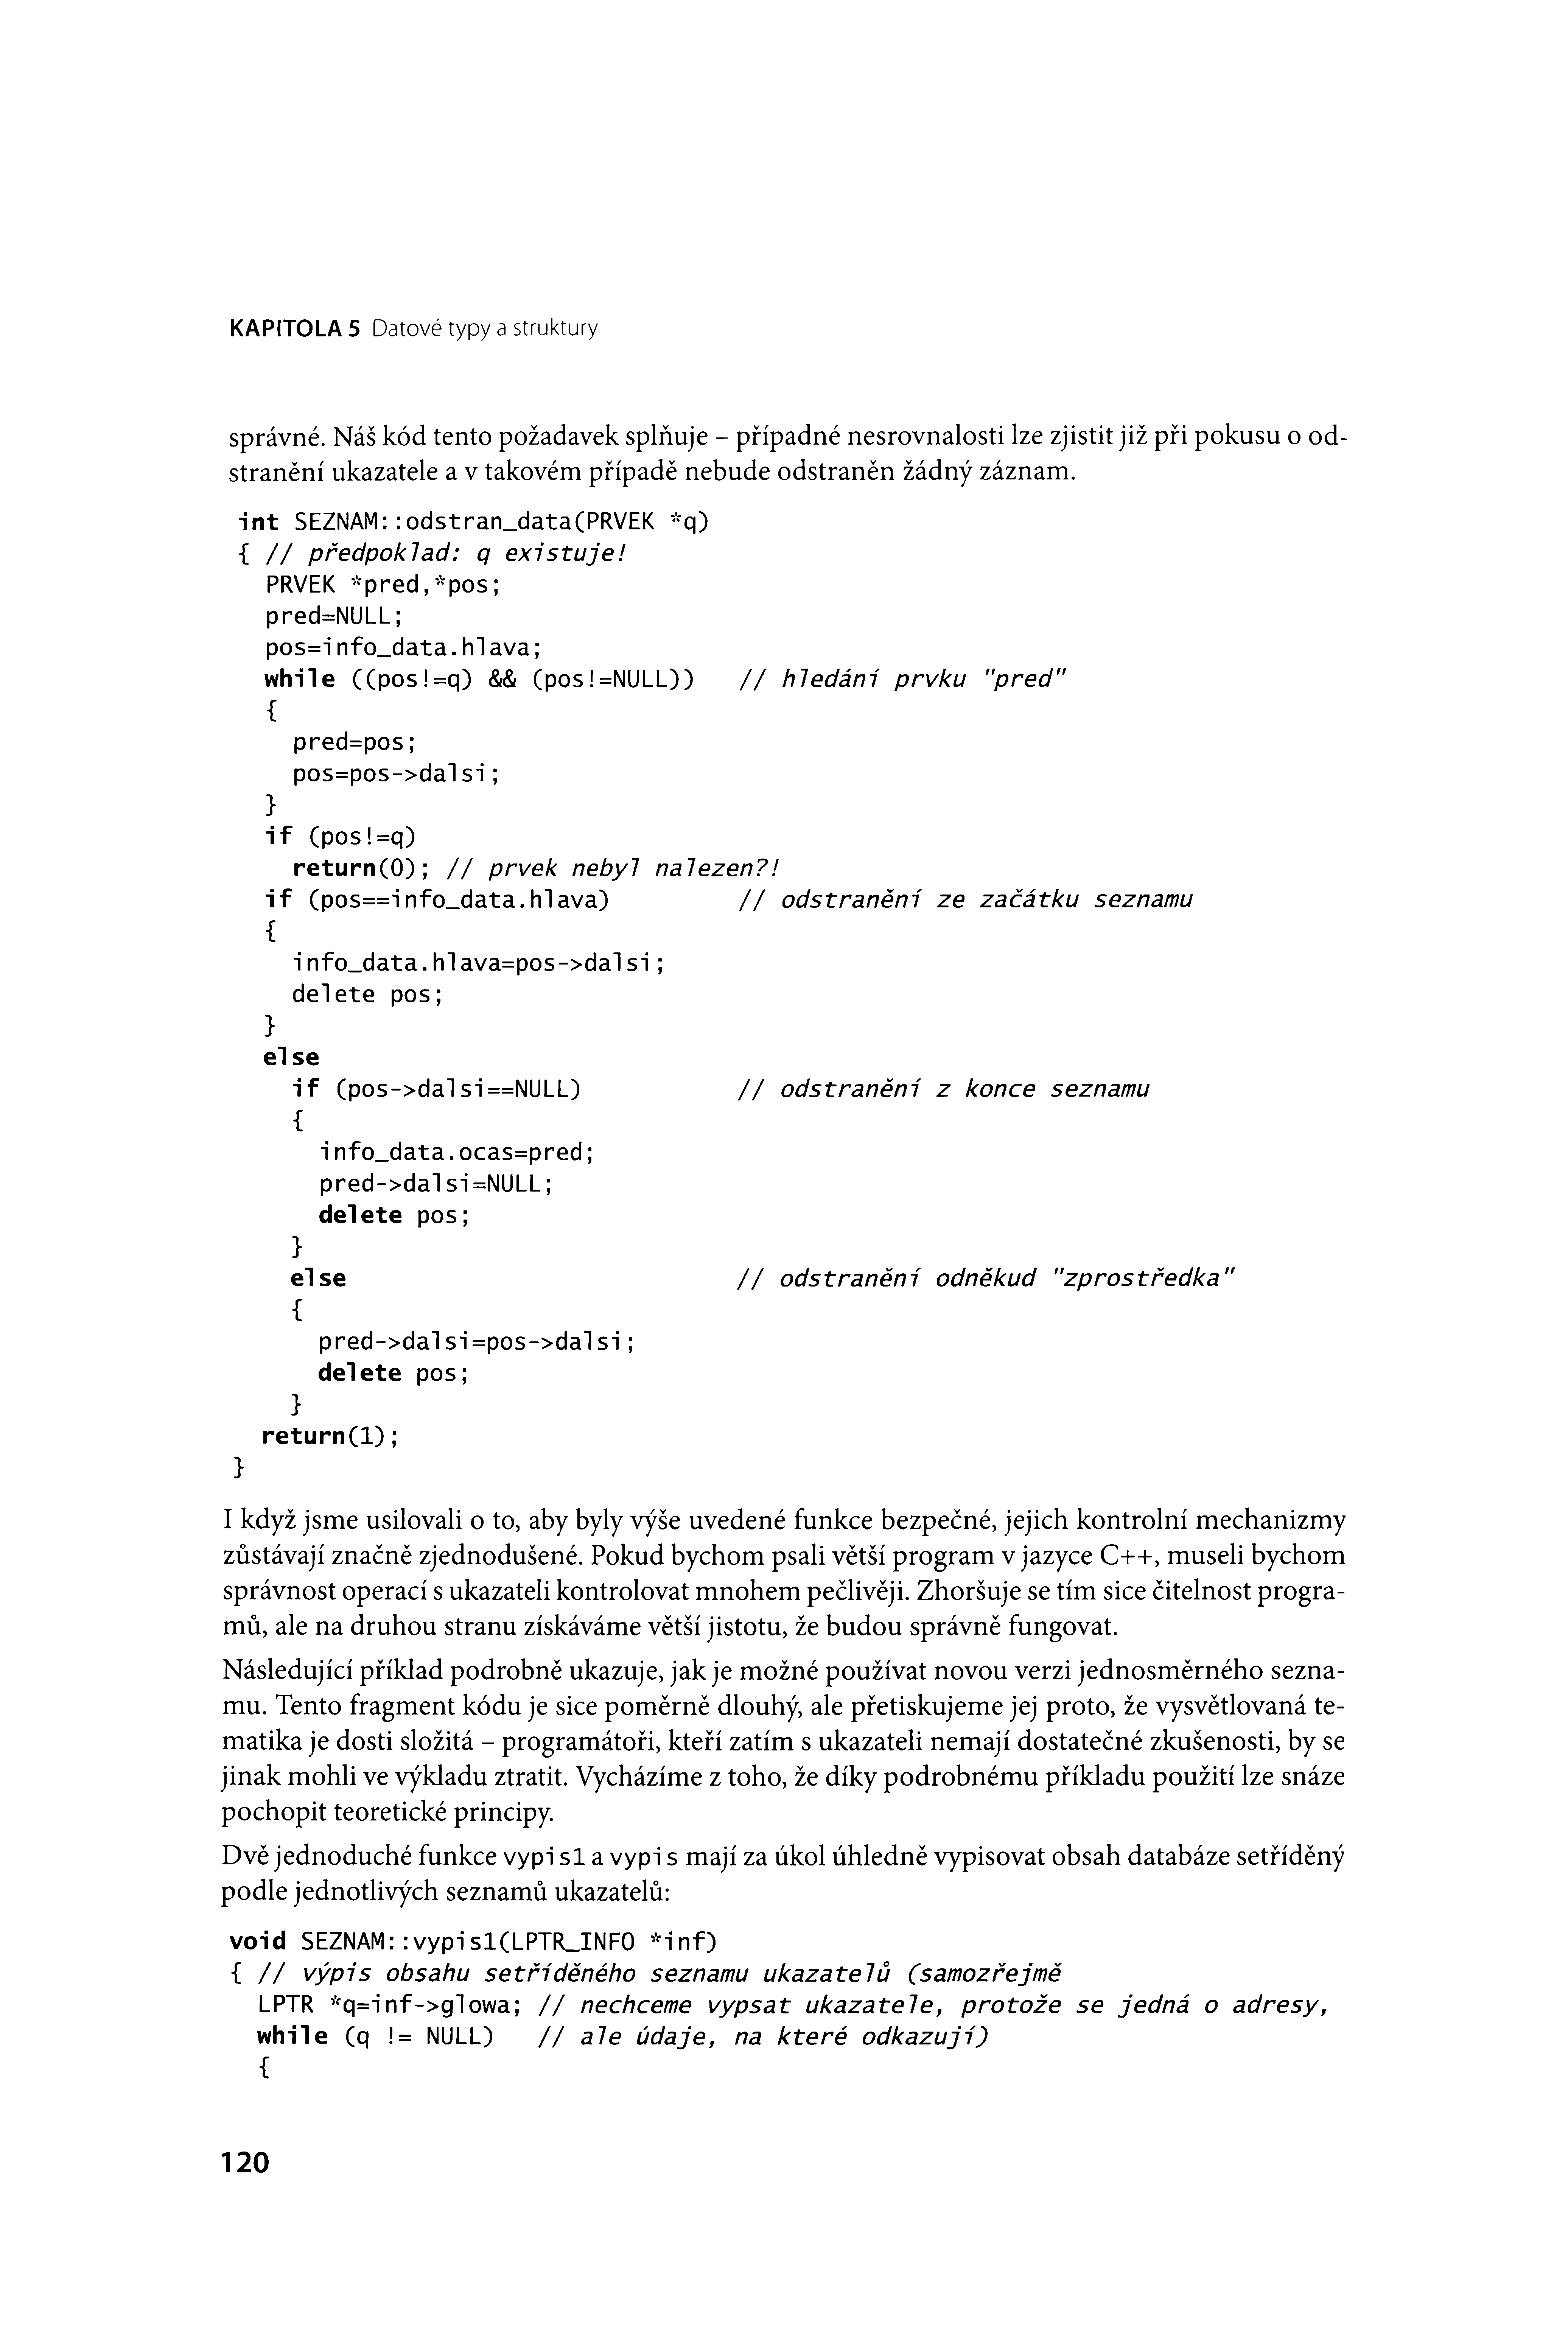 KAPITOLA 5 Datové typy a struktury
správné. Náš kód tento požadavek splňuje – případné nesrovnalosti lze zjistit již při pokusu o od-
stranění ukazatele a v takovém případě nebude odstraněn žádný záznam.
int SEZNAM::odstran_data(PRVEK *q)
{ // předpoklad: q existuje!
  PRVEK *pred,*pos;
  pred=NULL;
  pos=info_data.hlava;
  while ((pos!=q) && (pos!=NULL))   // hledání prvku "pred"
  {
    pred=pos;
    pos=pos->dalsi;
  }
  if (pos!=q)
    return(0); // prvek nebyl nalezen?!
  if (pos==info_data.hlava)         // odstranění ze začátku seznamu
  {
    info_data.hlava=pos->dalsi;
    delete pos;
  }
  else
    if (pos->dalsi==NULL)           // odstranění z konce seznamu
    {
      info_data.ocas=pred;
      pred->dalsi=NULL;
      delete pos;
    }
    else                            // odstranění odněkud "zprostředka"
    {
      pred->dalsi=pos->dalsi;
      delete pos;
    }
  return(1);
}
I když jsme usilovali o to, aby byly výše uvedené funkce bezpečné, jejich kontrolní mechanizmy
zůstávají značně zjednodušené. Pokud bychom psali větší program v jazyce C++, museli bychom
správnost operací s ukazateli kontrolovat mnohem pečlivěji. Zhoršuje se tím sice čitelnost progra-
mů, ale na druhou stranu získáváme větší jistotu, že budou správně fungovat.
Následující příklad podrobně ukazuje, jak je možné používat novou verzi jednosměrného sezna-
mu. Tento fragment kódu je sice poměrně dlouhý, ale přetiskujeme jej proto, že vysvětlovaná te-
matika je dosti složitá – programátoři, kteří zatím s ukazateli nemají dostatečné zkušenosti, by se
jinak mohli ve výkladu ztratit. Vycházíme z toho, že díky podrobnému příkladu použití lze snáze
pochopit teoretické principy.
Dvě jednoduché funkce vypis1 a vypis mají za úkol úhledně vypisovat obsah databáze setříděný
podle jednotlivých seznamů ukazatelů:
void SEZNAM::vypis1(LPTR_INFO *inf)
{ // výpis obsahu setříděného seznamu ukazatelů (samozřejmě
  LPTR *q=inf->glowa; // nechceme vypsat ukazatele, protože se jedná o adresy,
  while (q != NULL)   // ale údaje, na které odkazují)
  {
120